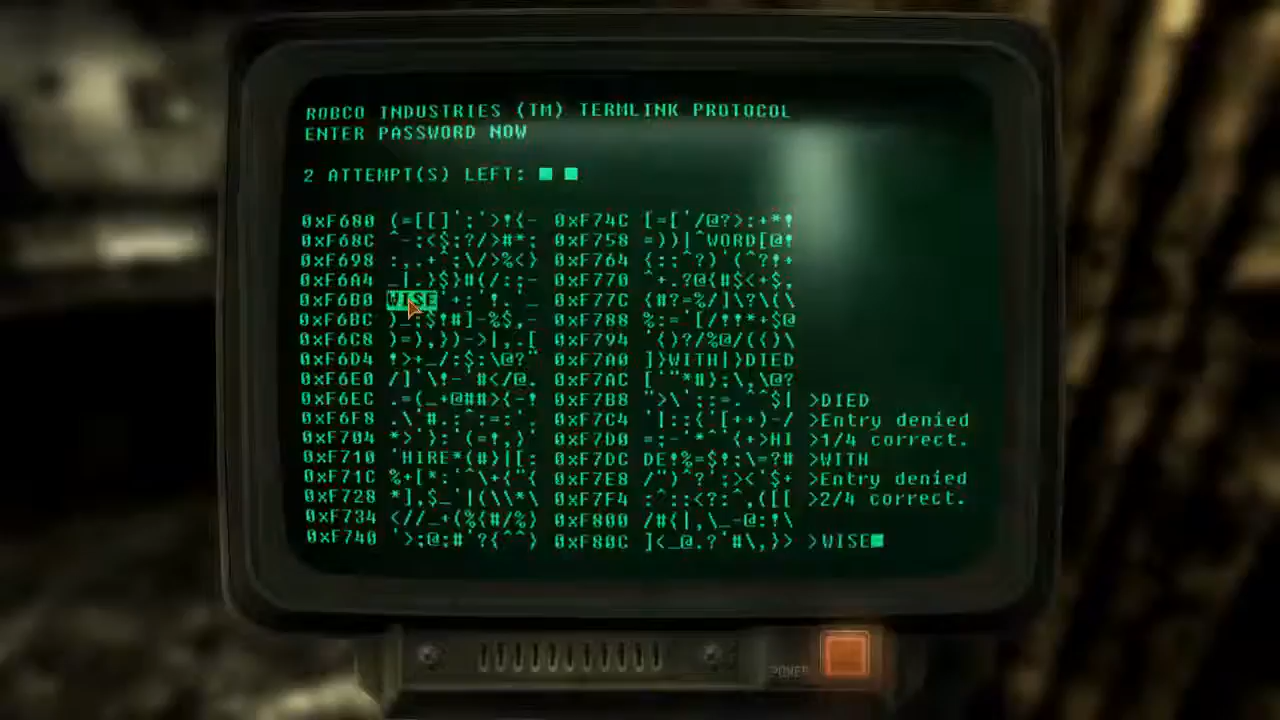 ROBCO INDUSTRIES (TM) TERMLINK PROTOCOL
ENTER PASSWORD NOW
2 ATTEMPT(S) LEFT:
0xF680 (=[[]';'>!{- 0xF74C [=['/@?>:+*!
0xF68C ^-;<$;?/>#*; 0xF758 =))|^WORD[@!
0xF698 :,.+^;\/>%<} 0xF764 {::^?)'(^?!+
0xF6A4 _|.}$}#(/:;- 0xF770 ^+.?@{#$<+$,
0xF6B0 WISE'+:'!.'_ 0xF77C {#?=%/]\?\(\
0xF6BC )_;$!#]-%$,- 0xF788 %:='[/!!*+$@
0xF6C8 )=),})->|,.[ 0xF794 '{)?/%@/({)\
0xF6D4 !>+_/:$:\@?" 0xF7A0 ]}WITH|}DIED
0xF6E0 /]'\!-'#</@. 0xF7AC ['"*#}:\,\@?
0xF6EC .=(_+@##>{-! 0xF7B8 ">\';:=.^^$| >DIED
0xF6F8 .\'#.^:=:' 0xF7C4 '|::{'[++)-/ >Entry denied
0xF704 *>'}:'(=!,}' 0xF7D0 =;-'*^'{+>HI >1/4 correct.
0xF710 'HIRE*(#}|[: 0xF7DC DE!%=$!;\=?# >WITH
0xF71C %+[*:'^\+{"{ 0xF7E8 /")^?';><'$+ >Entry denied
0xF728 *],$_'|(\\*\ 0xF7F4 :^::<?:^,([[ >2/4 correct.
0xF734 <//_+(%{#/%) 0xF800 /#{|,\_-@:!\
0xF740 '>;@:#'?{^^) 0xF80C ]<_@.?'#\,}> >WISE
POWER